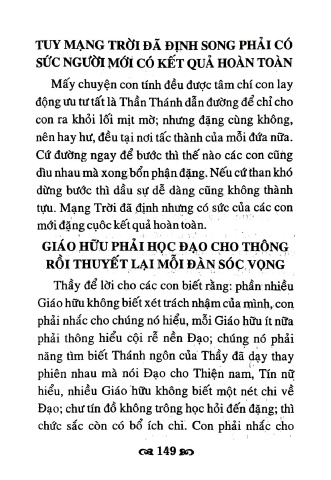 TUY MẠNG TRỜI ĐÃ ĐỊNH SONG PHẢI CÓ
SỨC NGƯỜI MỚI CÓ KẾT QUẢ HOÀN TOÀN
Mấy chuyện con tính đều được tâm chí con lay
động ưu tư tất là Thần Thánh dẫn đường để chỉ cho
con ra khỏi lối mịt mờ; nhưng đặng cùng không,
nên hay hư, đều tại nơi tấc thành của mỗi đứa nữa.
Cứ đường ngay để bước thì thế nào các con cũng
dìu nhau mà xong bổn phận đặng. Nếu cứ than khó
dừng bước thì dầu sự dễ dàng cũng không thành
tựu. Mạng Trời đã định nhưng có sức của các con
mới đặng cuộc kết quả hoàn toàn.
GIÁO HỮU PHẢI HỌC ĐẠO CHO THÔNG
RỒI THUYẾT LẠI MỖI ĐÀN SÓC VỌNG
Thầy để lời cho các con biết rằng: phần nhiều
Giáo hữu không biết xét trách nhậm của mình, con
phải nhắc cho chúng nó hiểu, mỗi Giáo hữu ít nữa
phải thông hiểu cội rễ nền Đạo; chúng nó phải
năng tìm biết Thánh ngôn của Thầy đã dạy thay
phiên nhau mà nói Đạo cho Thiện nam, Tín nữ
hiểu, nhiều Giáo hữu không biết một nét chi về
Đạo; chư tín đồ không trông học hỏi đến đặng; thì
chức sắc còn có bổ ích chi. Con phải nhắc cho
149